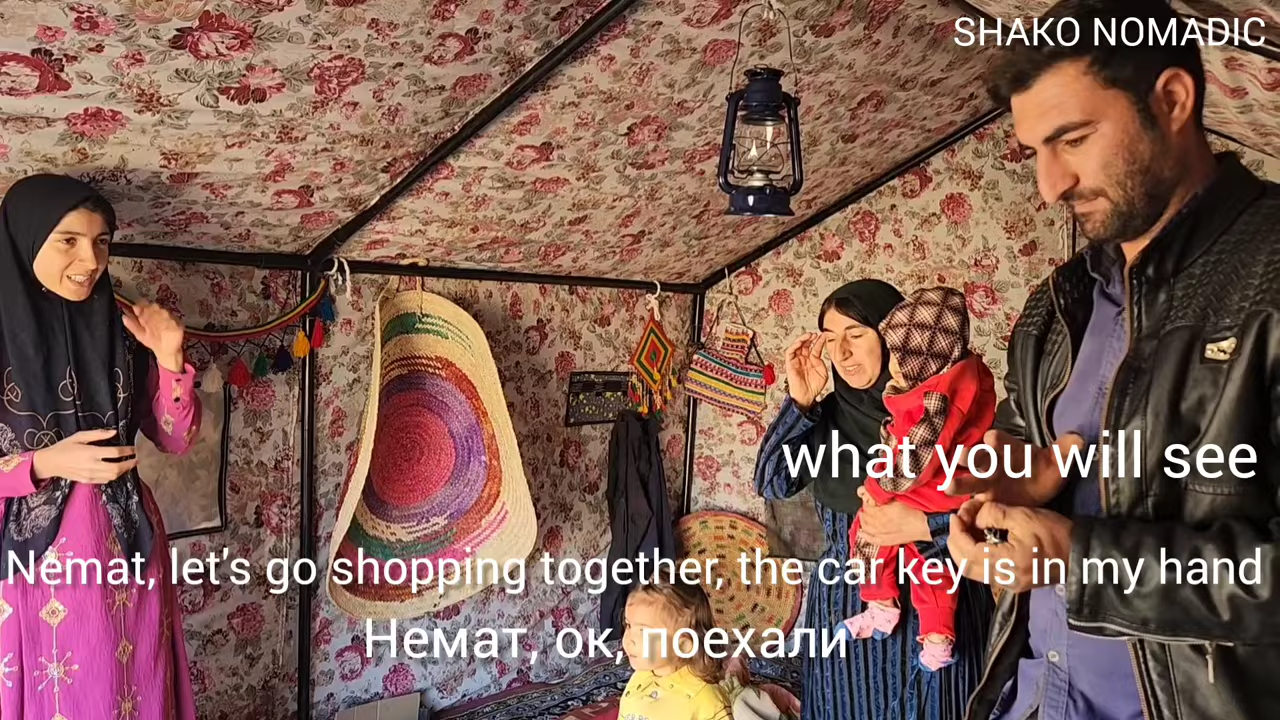 SHAKO NOMADIC
what you will see
Nemat, let's go shopping together, the car key is in my hand
Немат, ок, поехали